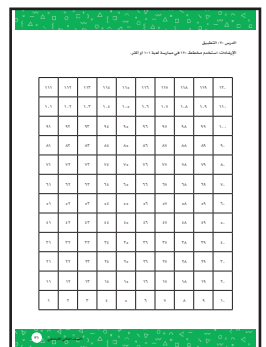 التطبيق
الإرشادات: استخدم مخطط ١٢٠ في ممارسة لعبة ١٠١ أو أكثر.
١١١ ١١٢ ١١٣ ١١٤ ١١٥ ١١٦ ١١٧ ١١٨ ١١٩ ١٢٠
١٠١ ١٠٢ ١٠٣ ١٠٤ ١٠٥ ١٠٦ ١٠٧ ١٠٨ ١٠٩ ١١٠
٩١ ٩٢ ٩٣ ٩٤ ٩٥ ٩٦ ٩٧ ٩٨ ٩٩ ١٠٠
٨١ ٨٢ ٨٣ ٨٤ ٨٥ ٨٦ ٨٧ ٨٨ ٨٩ ٩٠
٧١ ٧٢ ٧٣ ٧٤ ٧٥ ٧٦ ٧٧ ٧٨ ٧٩ ٨٠
٦١ ٦٢ ٦٣ ٦٤ ٦٥ ٦٦ ٦٧ ٦٨ ٦٩ ٧٠
٥١ ٥٢ ٥٣ ٥٤ ٥٥ ٥٦ ٥٧ ٥٨ ٥٩ ٦٠
٤١ ٤٢ ٤٣ ٤٤ ٤٥ ٤٦ ٤٧ ٤٨ ٤٩ ٥٠
٣١ ٣٢ ٣٣ ٣٤ ٣٥ ٣٦ ٣٧ ٣٨ ٣٩ ٤٠
٢١ ٢٢ ٢٣ ٢٤ ٢٥ ٢٦ ٢٧ ٢٨ ٢٩ ٣٠
١١ ١٢ ١٣ ١٤ ١٥ ١٦ ١٧ ١٨ ١٩ ٢٠
١ ٢ ٣ ٤ ٥ ٦ ٧ ٨ ٩ ١٠